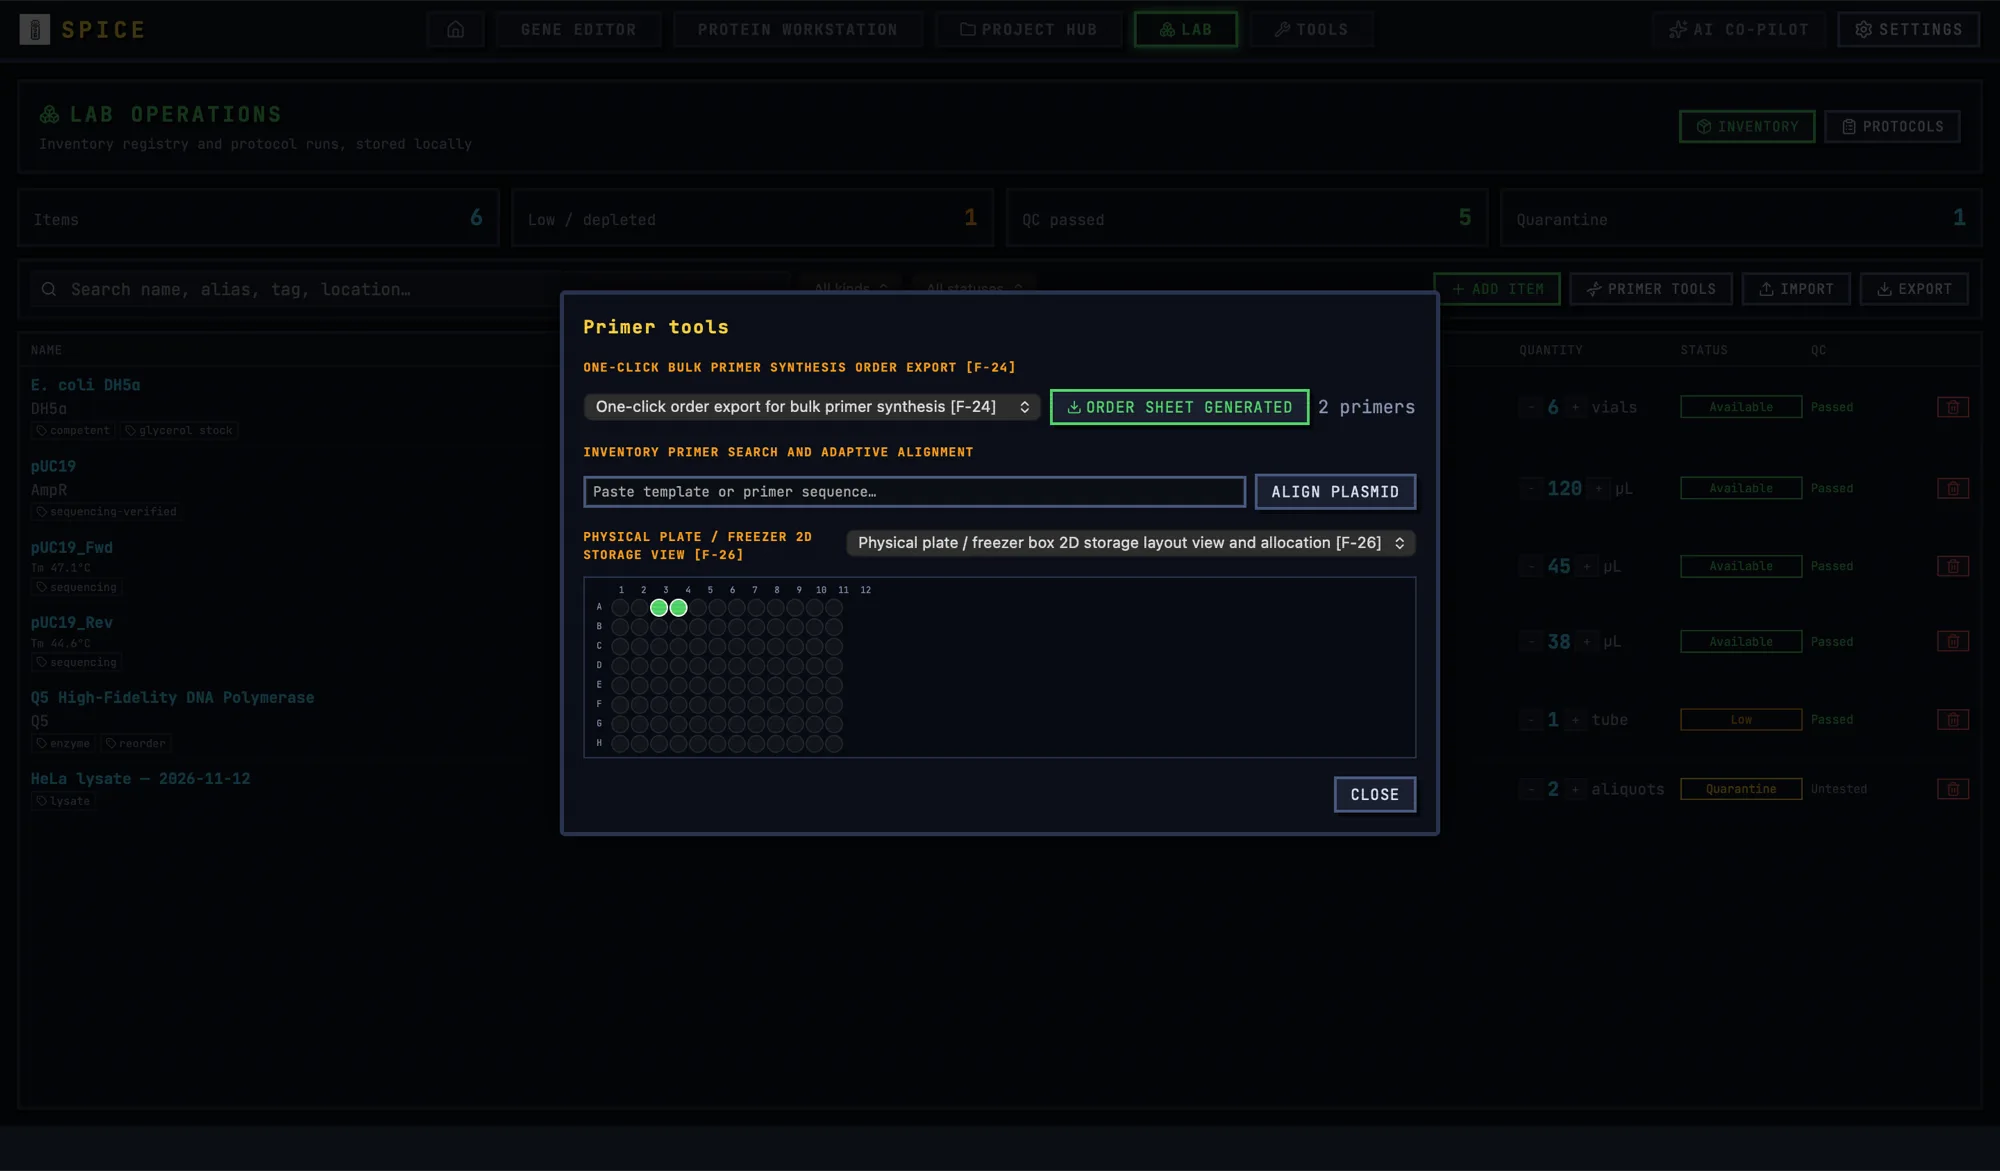 SPICE
GENE EDITOR
PROTEIN WORKSTATION
PROJECT HUB
LAB
TOOLS
AI CO-PILOT
SETTINGS
LAB OPERATIONS
Inventory registry and protocol runs, stored locally
INVENTORY
PROTOCOLS
Items 6
Low / depleted 1
QC passed 5
Quarantine 1
Search name, alias, tag, location…
All kinds
All statuses
+ ADD ITEM
PRIMER TOOLS
IMPORT
EXPORT
NAME
QUANTITY
STATUS
QC
E. coli DH5α
DH5α
competent
glycerol stock
- 6 + vials
Available
Passed
pUC19
AmpR
sequencing-verified
- 120 + µL
Available
Passed
pUC19_Fwd
Tm 47.1°C
sequencing
- 45 + µL
Available
Passed
pUC19_Rev
Tm 44.6°C
sequencing
- 38 + µL
Available
Passed
Q5 High-Fidelity DNA Polymerase
Q5
enzyme
reorder
- 1 + tube
Low
Passed
HeLa lysate — 2026-11-12
lysate
- 2 + aliquots
Quarantine
Untested
Primer tools
ONE-CLICK BULK PRIMER SYNTHESIS ORDER EXPORT [F-24]
One-click order export for bulk primer synthesis [F-24]
ORDER SHEET GENERATED
2 primers
INVENTORY PRIMER SEARCH AND ADAPTIVE ALIGNMENT
Paste template or primer sequence…
ALIGN PLASMID
PHYSICAL PLATE / FREEZER 2D
STORAGE VIEW [F-26]
Physical plate / freezer box 2D storage layout view and allocation [F-26]
1 2 3 4 5 6 7 8 9 10 11 12
A
B
C
D
E
F
G
H
CLOSE